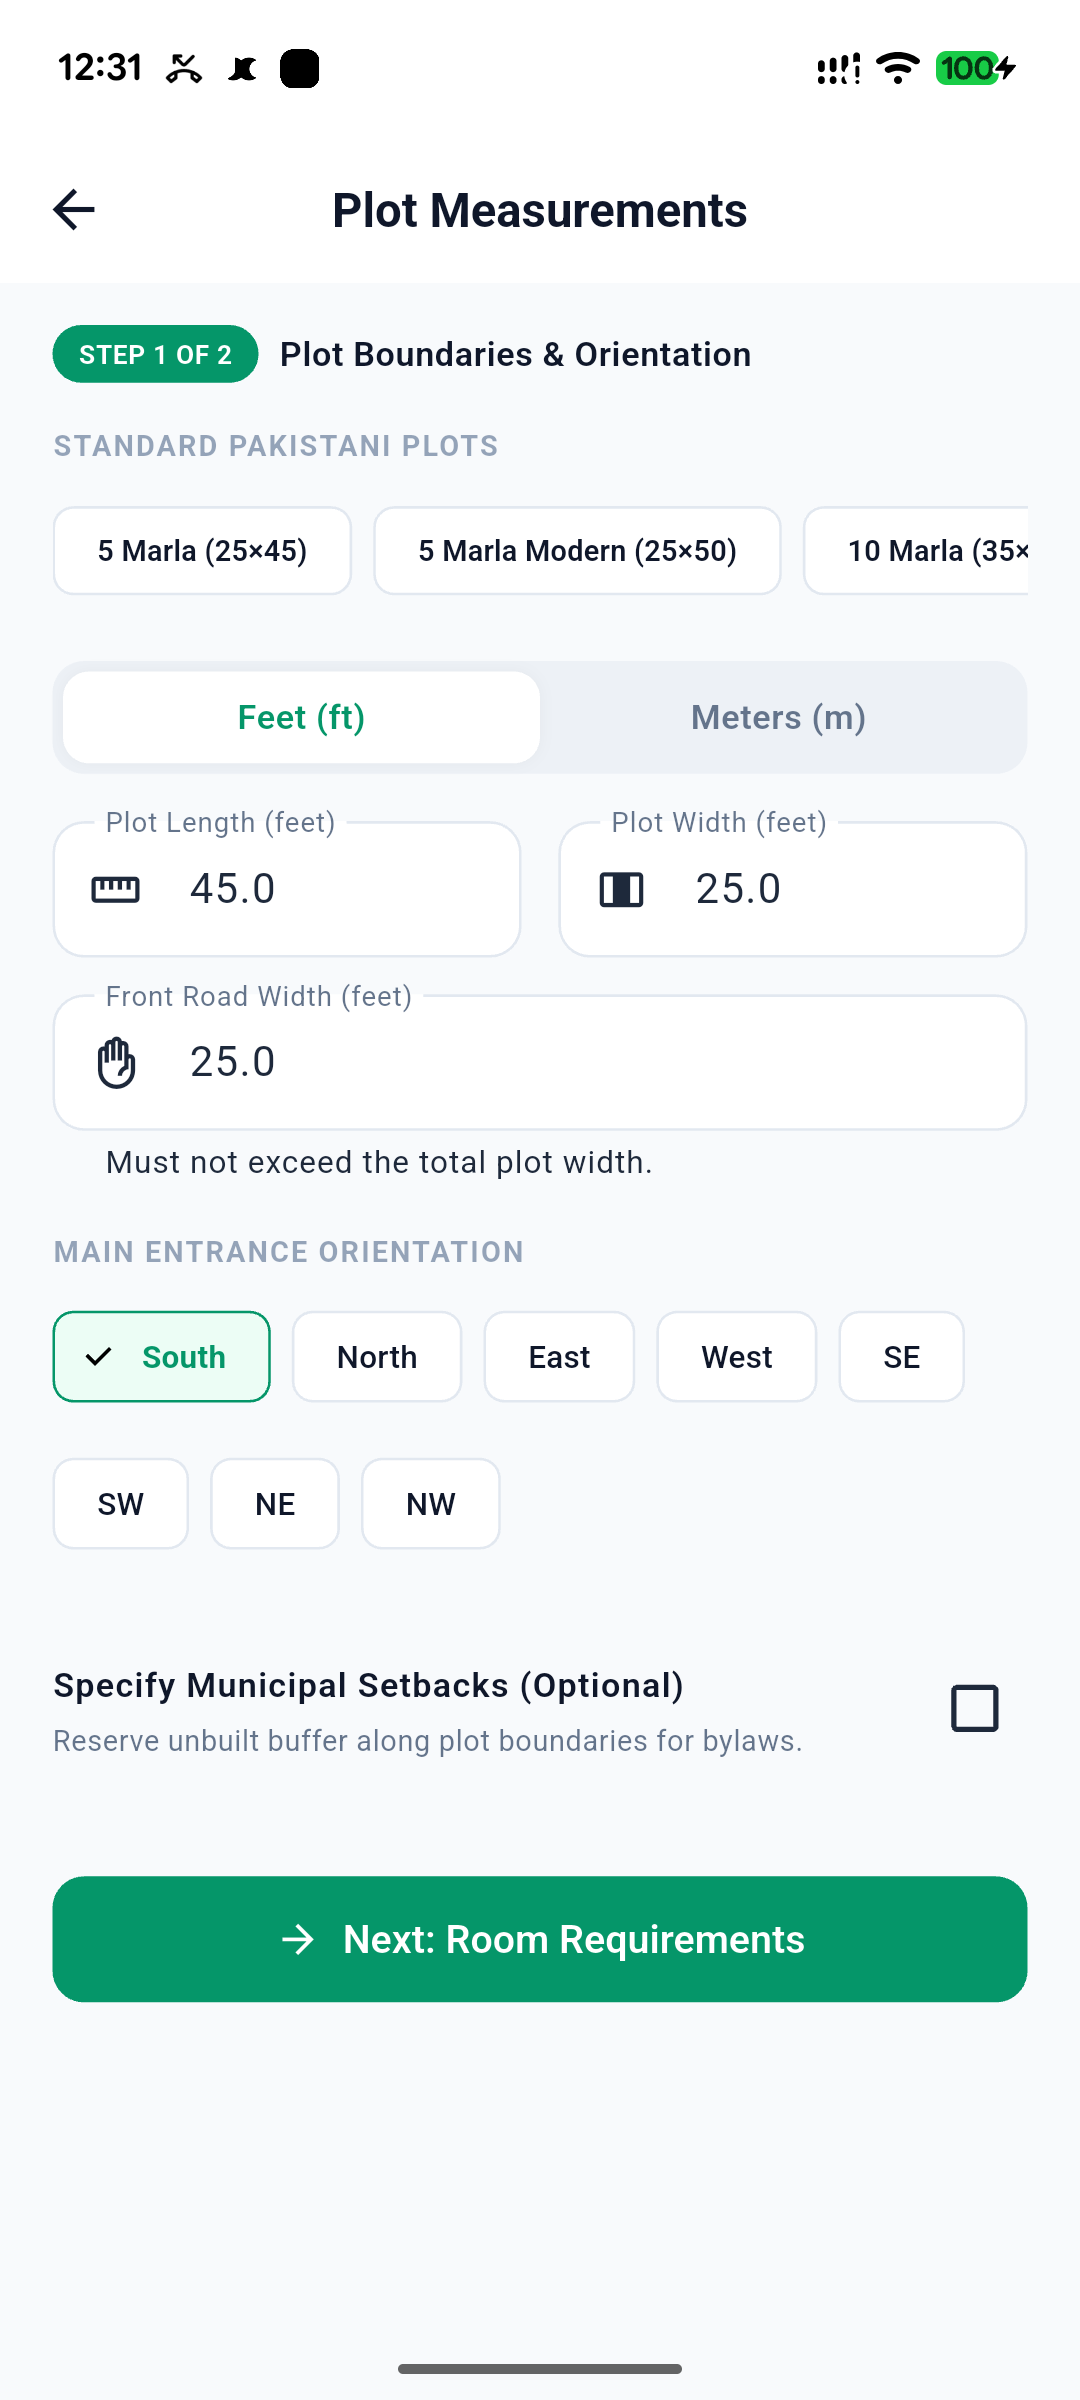 12:31
100
Plot Measurements
STEP 1 OF 2 Plot Boundaries & Orientation
STANDARD PAKISTANI PLOTS
5 Marla (25×45) 5 Marla Modern (25×50) 10 Marla (35×
Feet (ft) Meters (m)
Plot Length (feet) Plot Width (feet)
45.0 25.0
Front Road Width (feet)
25.0
Must not exceed the total plot width.
MAIN ENTRANCE ORIENTATION
South North East West SE
SW NE NW
Specify Municipal Setbacks (Optional)
Reserve unbuilt buffer along plot boundaries for bylaws.
Next: Room Requirements